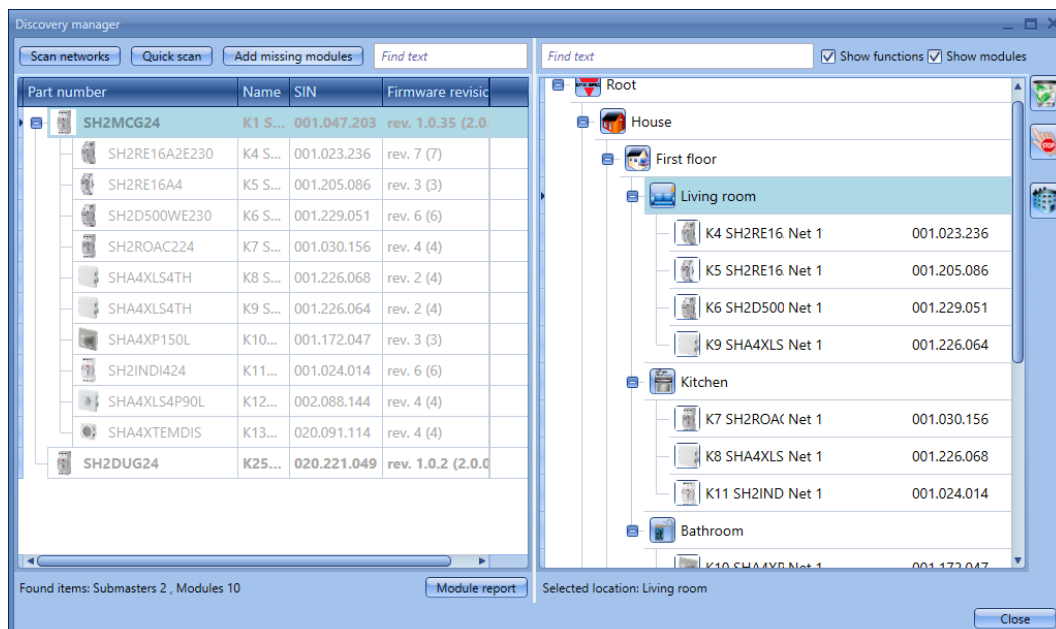 Discovery manager
Scan networks Quick scan Add missing modules Find text
Part number Name SIN Firmware revisic
SH2MCG24 K1 S... 001.047.203 rev. 1.0.35 (2.0.
SH2RE16A2E230 K4 S... 001.023.236 rev. 7 (7)
SH2RE16A4 K5 S... 001.205.086 rev. 3 (3)
SH2D500WE230 K6 S... 001.229.051 rev. 6 (6)
SH2ROAC224 K7 S... 001.030.156 rev. 4 (4)
SHA4XLS4TH K8 S... 001.226.068 rev. 2 (4)
SHA4XLS4TH K9 S... 001.226.064 rev. 2 (4)
SHA4XP150L K10... 001.172.047 rev. 3 (3)
SH2INDI424 K11... 001.024.014 rev. 6 (6)
SHA4XLS4P90L K12... 002.088.144 rev. 4 (4)
SHA4XTEMDIS K13... 020.091.114 rev. 4 (4)
SH2DUG24 K25... 020.221.049 rev. 1.0.2 (2.0.0
Found items: Submasters 2 , Modules 10 Module report
Find text Show functions Show modules
Root
House
First floor
Living room
K4 SH2RE16. Net 1 001.023.236
K5 SH2RE16. Net 1 001.205.086
K6 SH2D500 Net 1 001.229.051
K9 SHA4XLS Net 1 001.226.064
Kitchen
K7 SH2ROA( Net 1 001.030.156
K8 SHA4XLS Net 1 001.226.068
K11 SH2IND Net 1 001.024.014
Bathroom
K10 SHA4XP Net 1 001.172.047
Selected location: Living room
STOP
Close